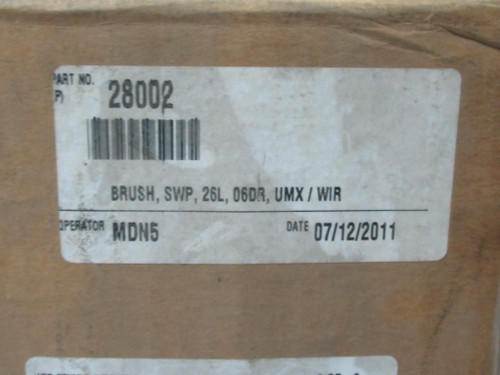 PART NO. 28002
P)
BRUSH, SWP, 26L, 06DR, UMX / WIR
OPERATOR MDN5 DATE 07/12/2011